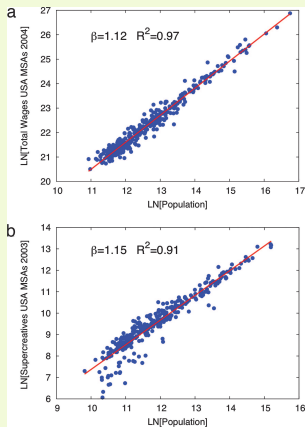 a
β=1.12 R²=0.97
LN[Total Wages USA MSAs 2004]
27
26
25
24
23
22
21
20
10 11 12 13 14 15 16 17
LN[Population]
b
β=1.15 R²=0.91
LN[Supercreatives USA MSAs 2003]
14
13
12
11
10
9
8
7
6
9 10 11 12 13 14 15 16
LN[Population]